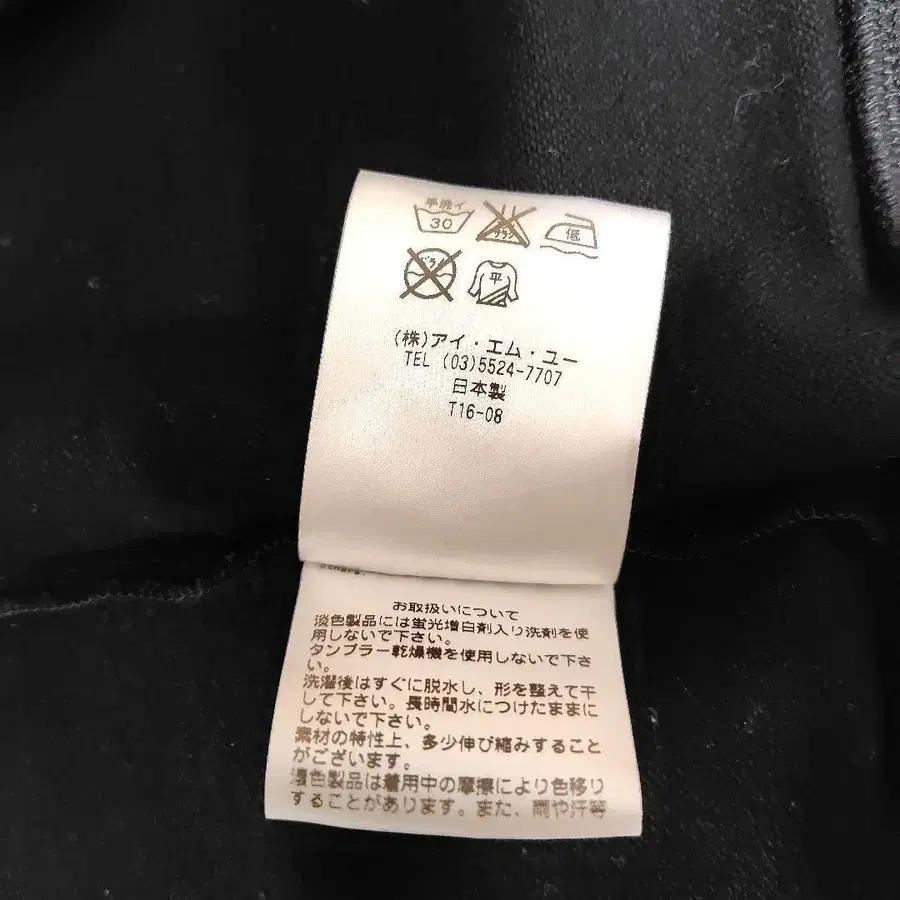 手洗イ
30
低
平
(株)アイ・エム・ユー
TEL (03)5524-7707
日本製
T16-08
others.
お取扱いについて
淡色製品には蛍光増白剤入り洗剤を使
用しないで下さい。
タンブラー乾燥機を使用しないで下さ
い。
洗濯後はすぐに脱水し、形を整えて干
して下さい。長時間水につけたままに
しないで下さい。
素材の特性上、多少伸び縮みすること
がございます。
濃色製品は着用中の摩擦により色移り
することがあります。また、雨や汗等